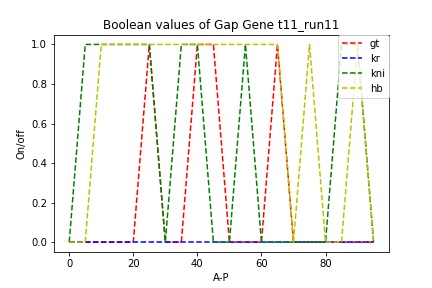 Boolean values of Gap Gene t11_run11
1.0
0.8
0.6
0.4
0.2
0.0
On/off
gt
kr
kni
hb
0 20 40 60 80
A-P